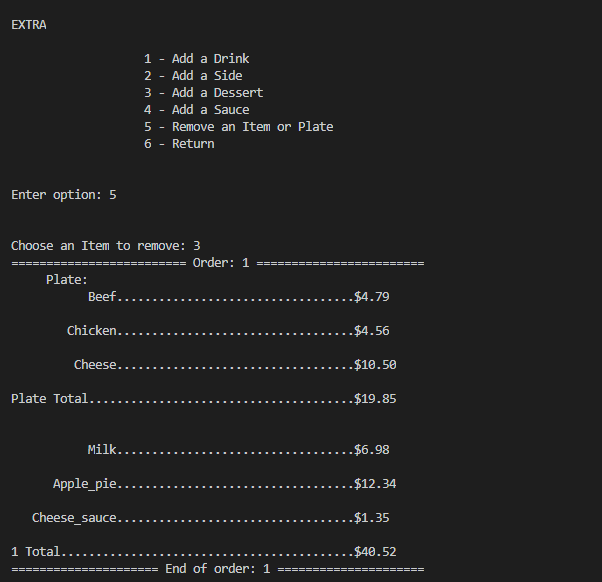 EXTRA
1 - Add a Drink
2 - Add a Side
3 - Add a Dessert
4 - Add a Sauce
5 - Remove an Item or Plate
6 - Return
Enter option: 5
Choose an Item to remove: 3
========================= Order: 1 ========================
Plate:
Beef..................................$4.79
Chicken..................................$4.56
Cheese..................................$10.50
Plate Total......................................$19.85
Milk..................................$6.98
Apple_pie..................................$12.34
Cheese_sauce..................................$1.35
1 Total..........................................$40.52
===================== End of order: 1 =====================